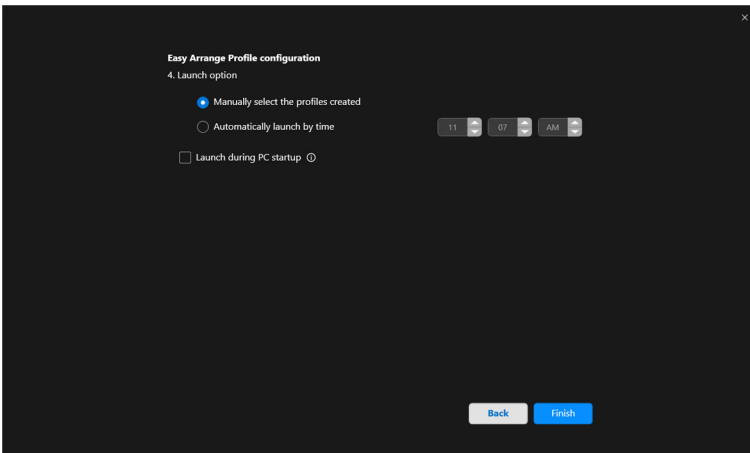 Easy Arrange Profile configuration
4. Launch option
Manually select the profiles created
Automatically launch by time 11 07 AM
Launch during PC startup
Back Finish